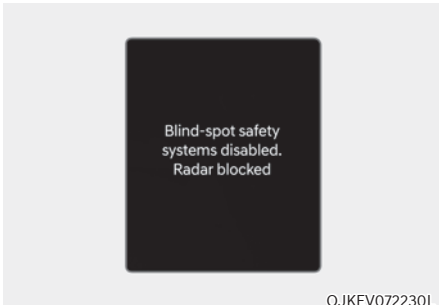 Blind-spot safety
systems disabled.
Radar blocked
OJKEV072230L